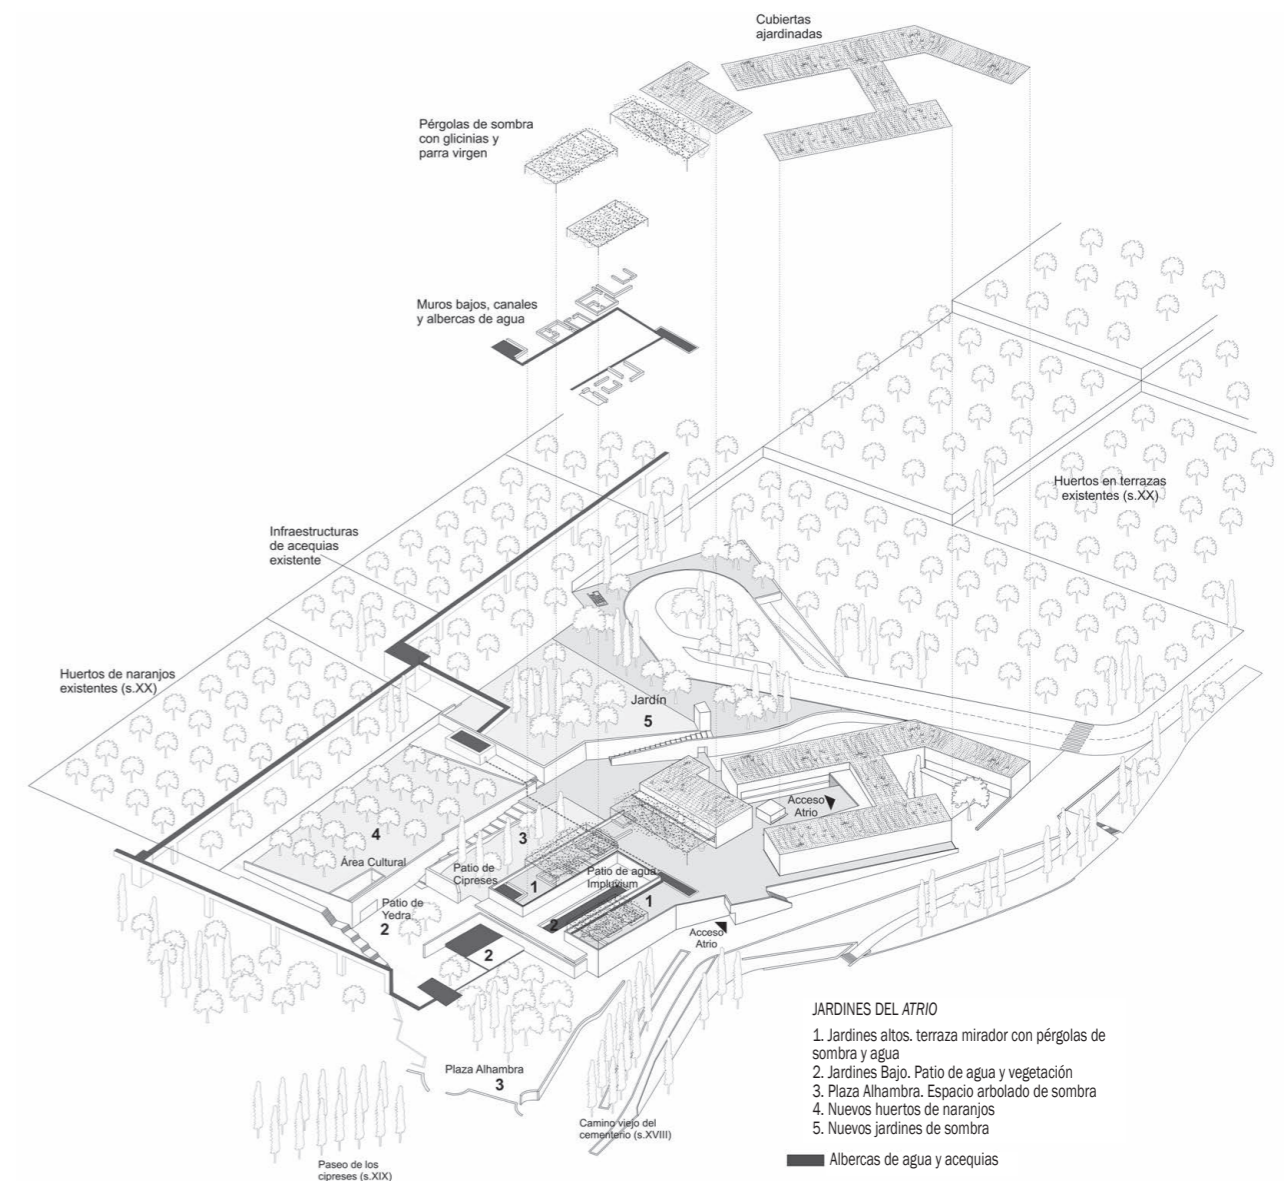 Cubiertas
ajardinadas
Pérgolas de sombra
con glicinias y
parra virgen
Muros bajos, canales
y albercas de agua
Huertos en terrazas
existentes (s.XX)
Infraestructuras
de acequias
existente
Huertos de naranjos
existentes (s.XX)
Jardín
5
Acceso
Atrio
4
Área Cultural
3
Patio de
Cipreses
1
Patio de agua
Impluvium
1
Patio de
Yedra
2
2
2
Acceso
Atrio
Plaza Alhambra
3
Camino viejo del
cementerio (s.XVIII)
Paseo de los
cipreses (s.XIX)
JARDINES DEL ATRIO
1. Jardines altos. terraza mirador con pérgolas de
sombra y agua
2. Jardines Bajo. Patio de agua y vegetación
3. Plaza Alhambra. Espacio arbolado de sombra
4. Nuevos huertos de naranjos
5. Nuevos jardines de sombra
Albercas de agua y acequias